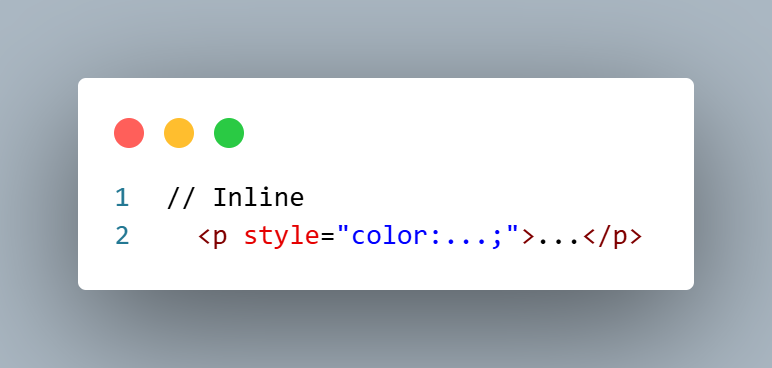 1 // Inline
2 <p style="color:...;">...</p>